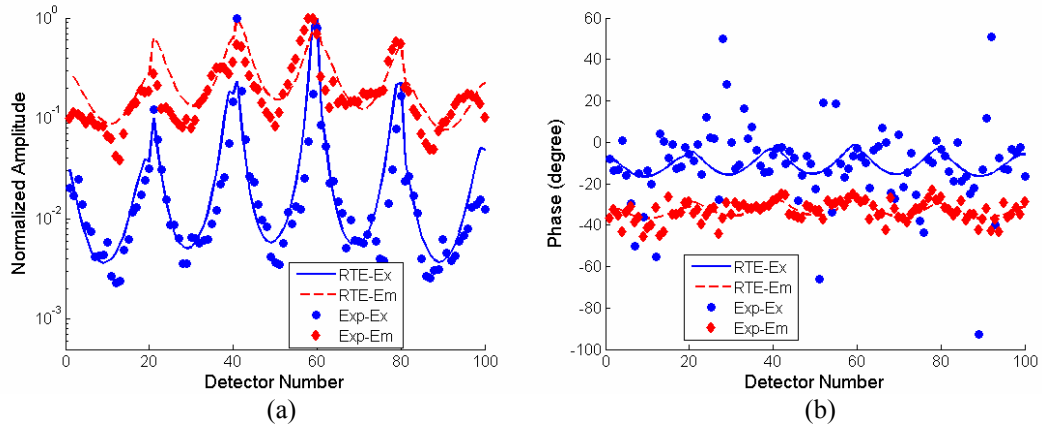 10^0
10^-1
10^-2
10^-3
Normalized Amplitude
0 20 40 60 80 100
Detector Number
RTE-Ex
RTE-Em
Exp-Ex
Exp-Em
(a)
60
40
20
0
-20
-40
-60
-80
-100
Phase (degree)
0 20 40 60 80 100
Detector Number
RTE-Ex
RTE-Em
Exp-Ex
Exp-Em
(b)